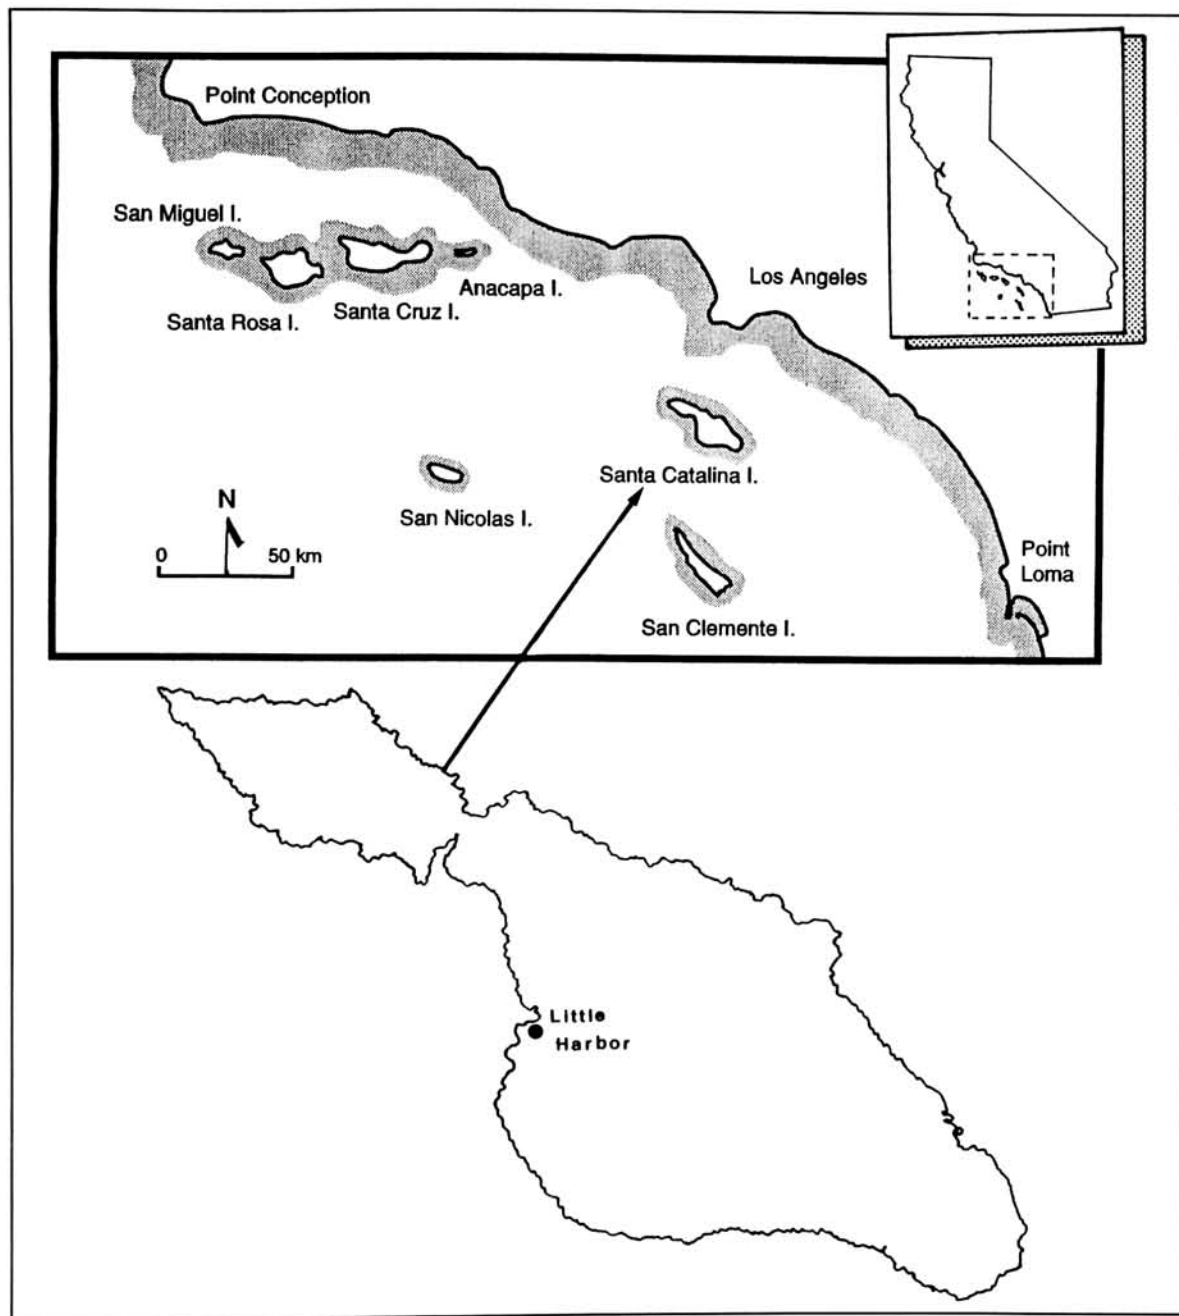 Point Conception
San Miguel I.
Los Angeles
Anacapa I.
Santa Cruz I.
Santa Rosa I.
Santa Catalina I.
N
San Nicolas I.
0 50 km
Point
Loma
San Clemente I.
Little
Harbor